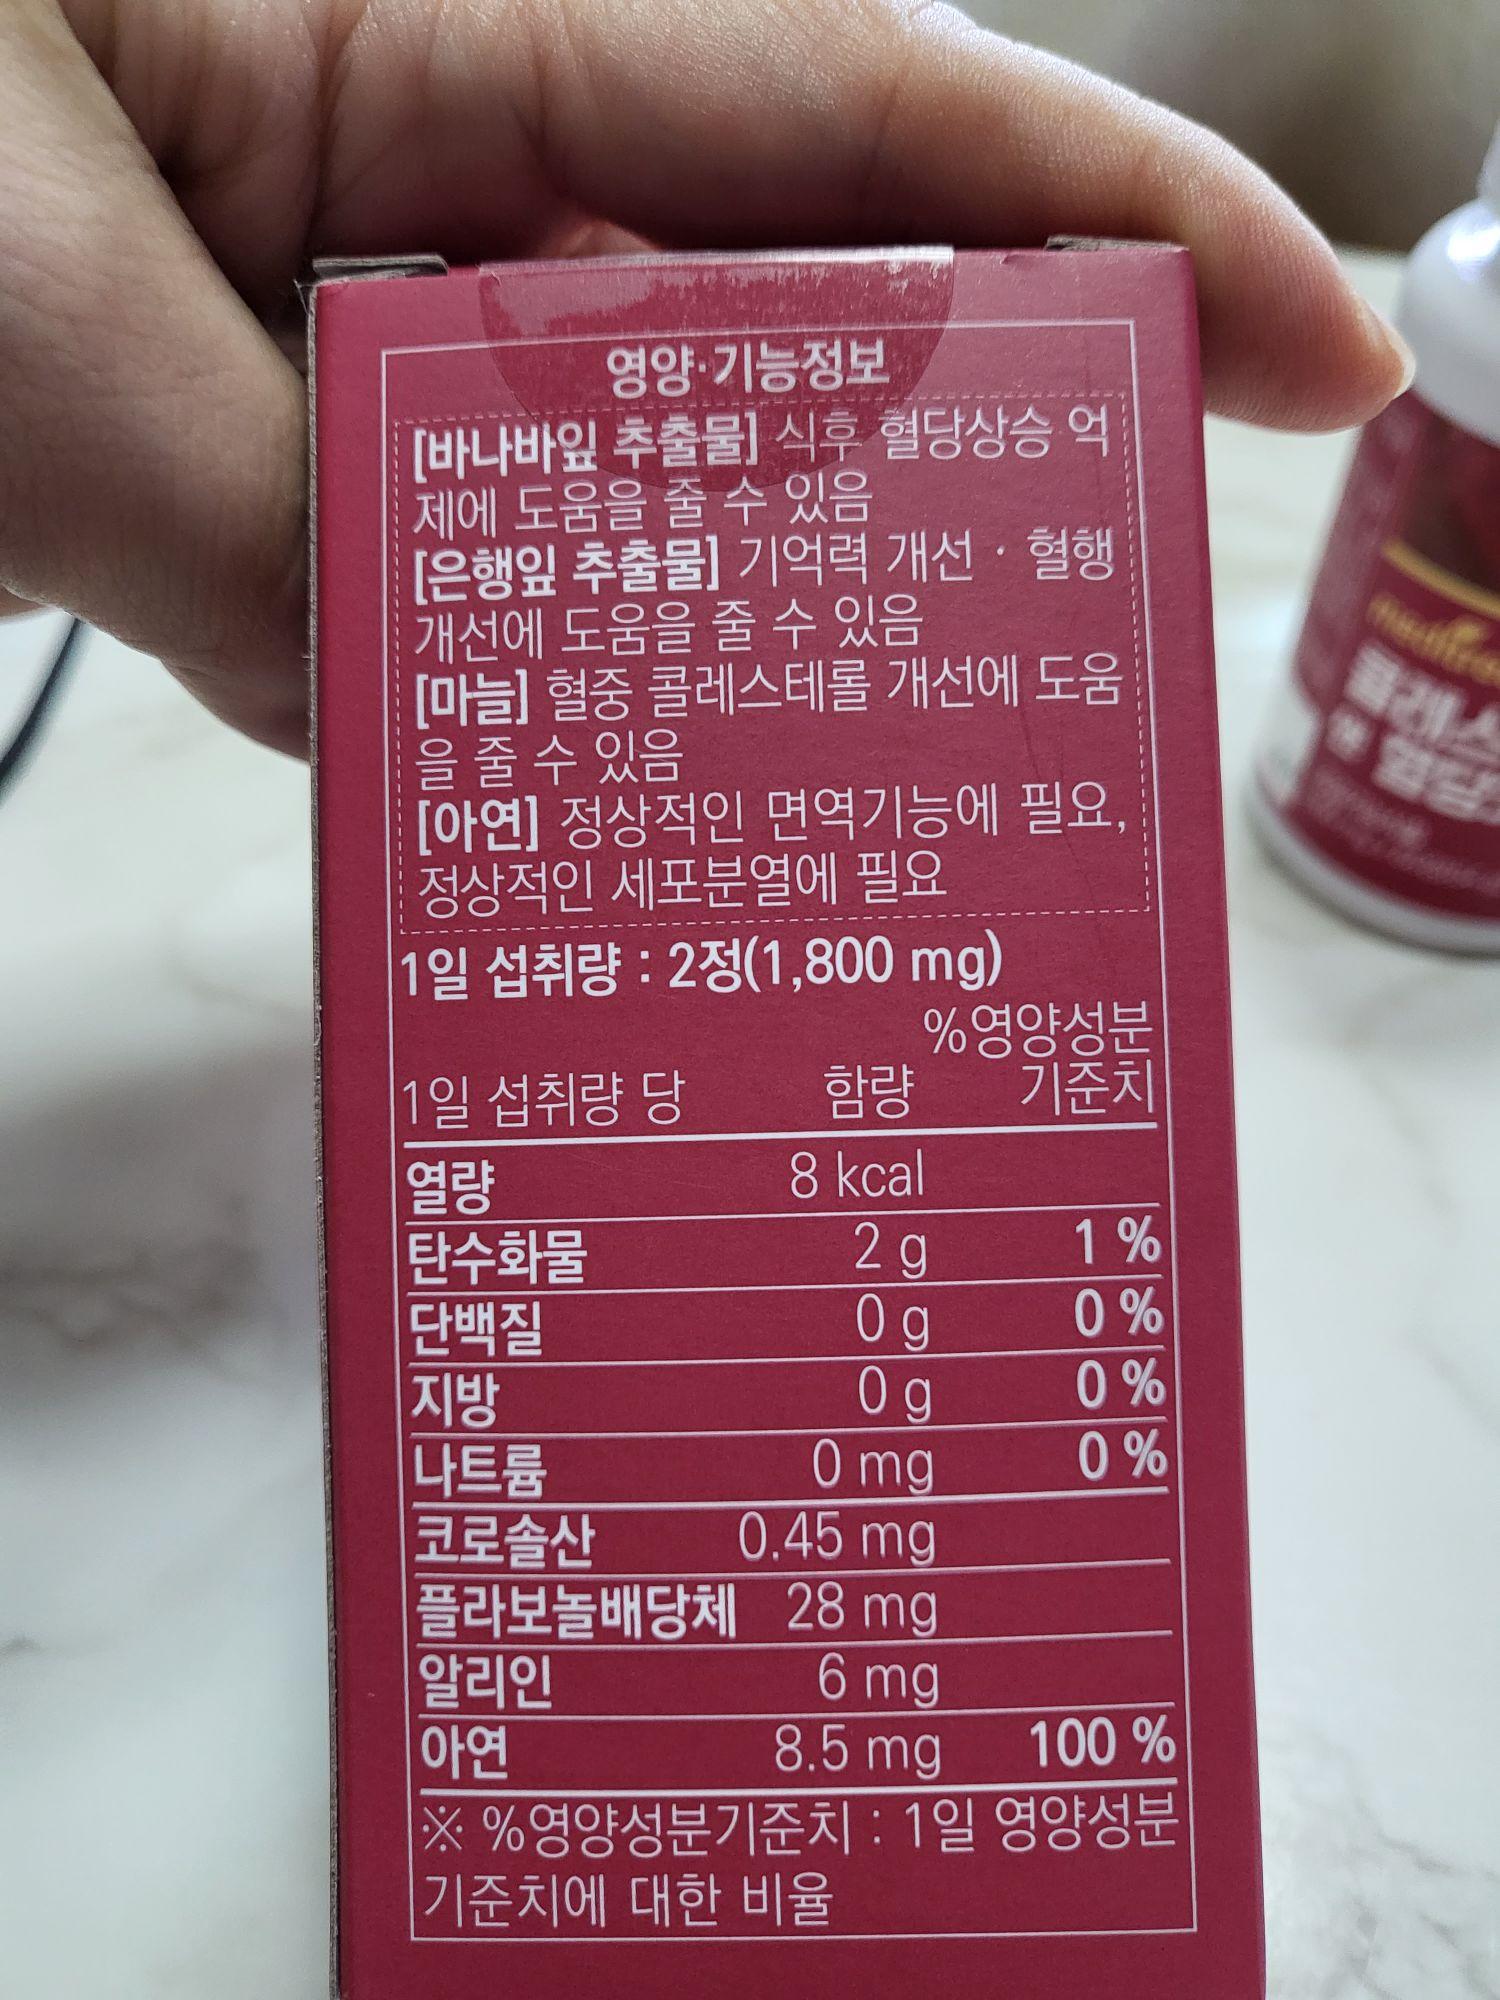 영양·기능정보
[바나바잎 추출물] 식후 혈당상승 억
제에 도움을 줄 수 있음
[은행잎 추출물] 기억력 개선 · 혈행
개선에 도움을 줄 수 있음
[마늘] 혈중 콜레스테롤 개선에 도움
을 줄 수 있음
[아연] 정상적인 면역기능에 필요,
정상적인 세포분열에 필요
1일 섭취량 : 2정(1,800 mg)
%영양성분
1일 섭취량 당 함량 기준치
열량 8 kcal
탄수화물 2 g 1 %
단백질 0 g 0 %
지방 0 g 0 %
나트륨 0 mg 0 %
코로솔산 0.45 mg
플라보놀배당체 28 mg
알리인 6 mg
아연 8.5 mg 100 %
※ %영양성분기준치 : 1일 영양성분
기준치에 대한 비율
콜레스